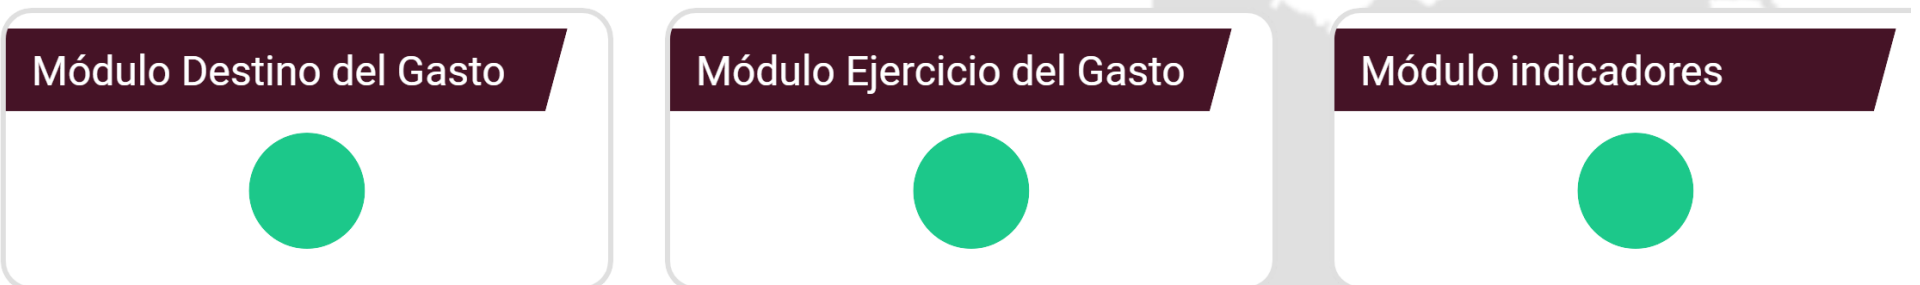 Módulo Destino del Gasto
Módulo Ejercicio del Gasto
Módulo indicadores